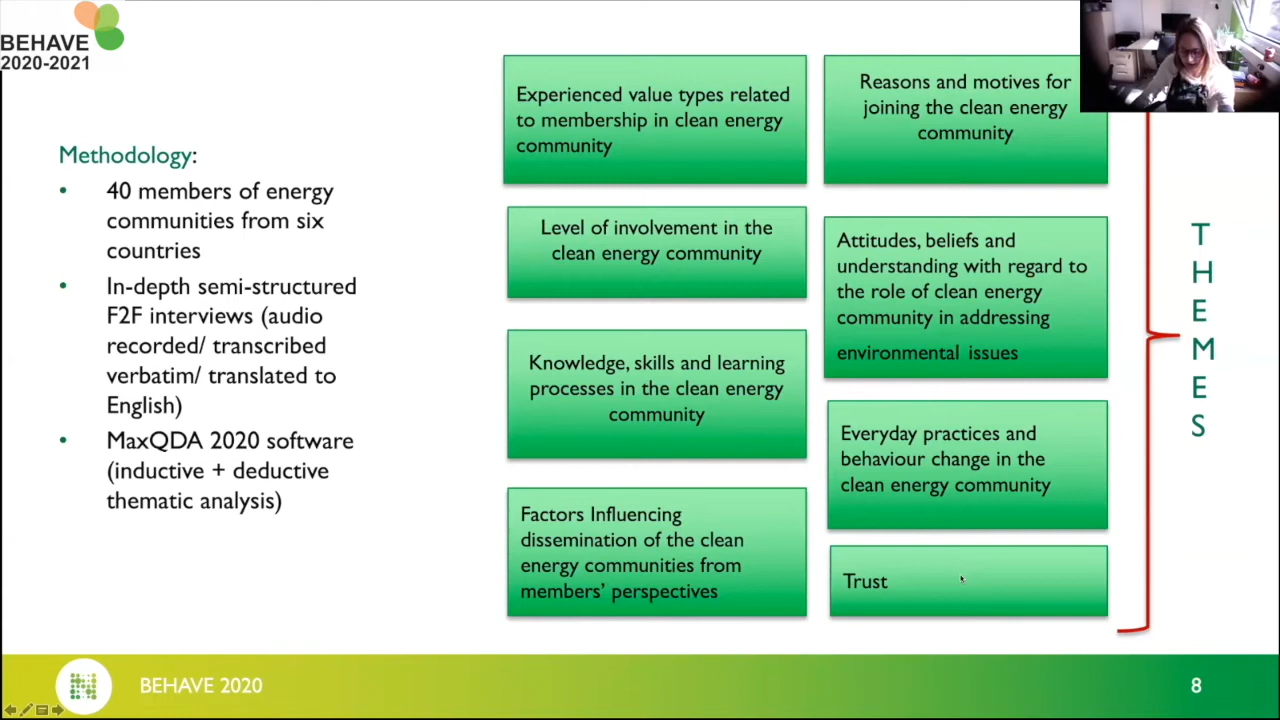 BEHAVE
2020-2021
Methodology:
• 40 members of energy
communities from six
countries
• In-depth semi-structured
F2F interviews (audio
recorded/ transcribed
verbatim/ translated to
English)
• MaxQDA 2020 software
(inductive + deductive
thematic analysis)
Experienced value types related
to membership in clean energy
community
Level of involvement in the
clean energy community
Knowledge, skills and learning
processes in the clean energy
community
Factors Influencing
dissemination of the clean
energy communities from
members' perspectives
Reasons and motives for
joining the clean energy
community
Attitudes, beliefs and
understanding with regard to
the role of clean energy
community in addressing
environmental issues
Everyday practices and
behaviour change in the
clean energy community
Trust
THEMES
BEHAVE 2020
8